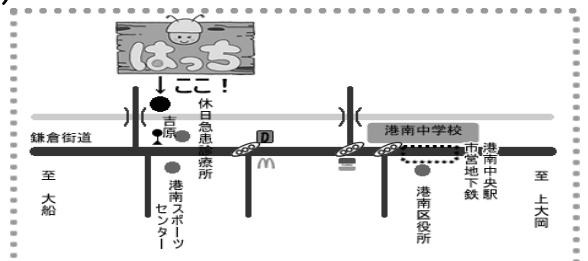 はっち
↓ここ！
吉原
休日急患診療所
D
鎌倉街道
港南中学校
市営地下鉄
港南中央駅
至 大船
港南スポーツ
センター
港南区役所
至 上大岡